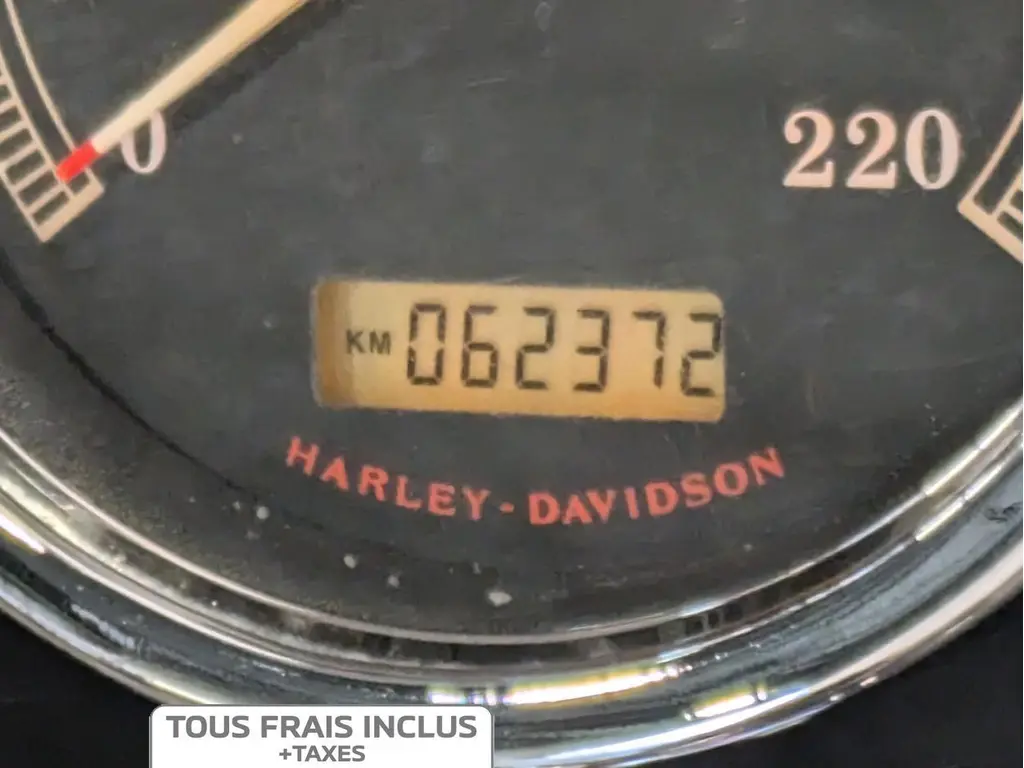 0
220
KM 062372
HARLEY-DAVIDSON
TOUS FRAIS INCLUS
+TAXES